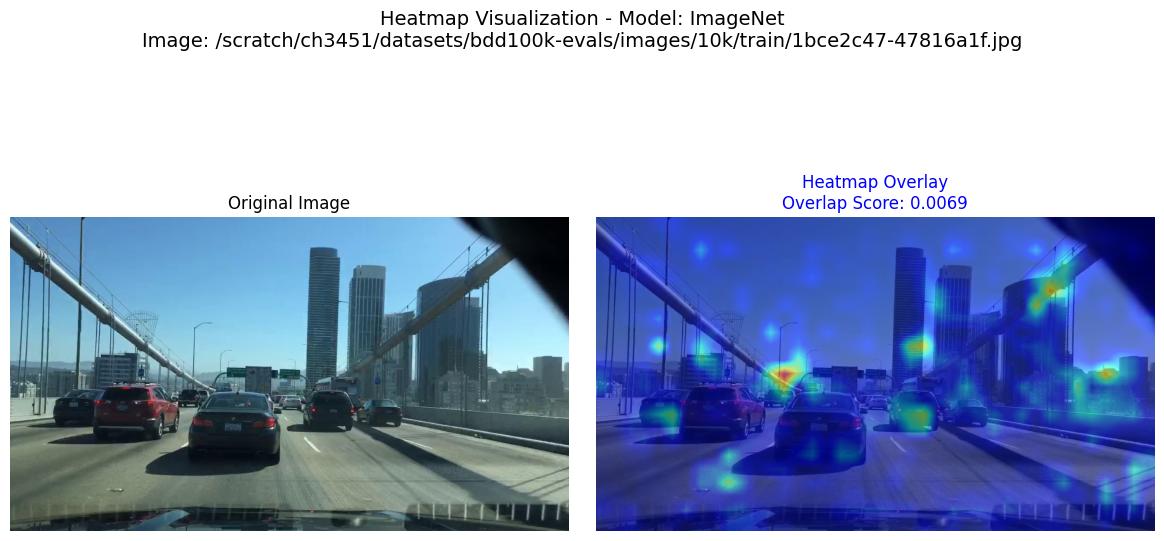 Heatmap Visualization - Model: ImageNet
Image: /scratch/ch3451/datasets/bdd100k-evals/images/10k/train/1bce2c47-47816a1f.jpg
Original Image
Heatmap Overlay
Overlap Score: 0.0069